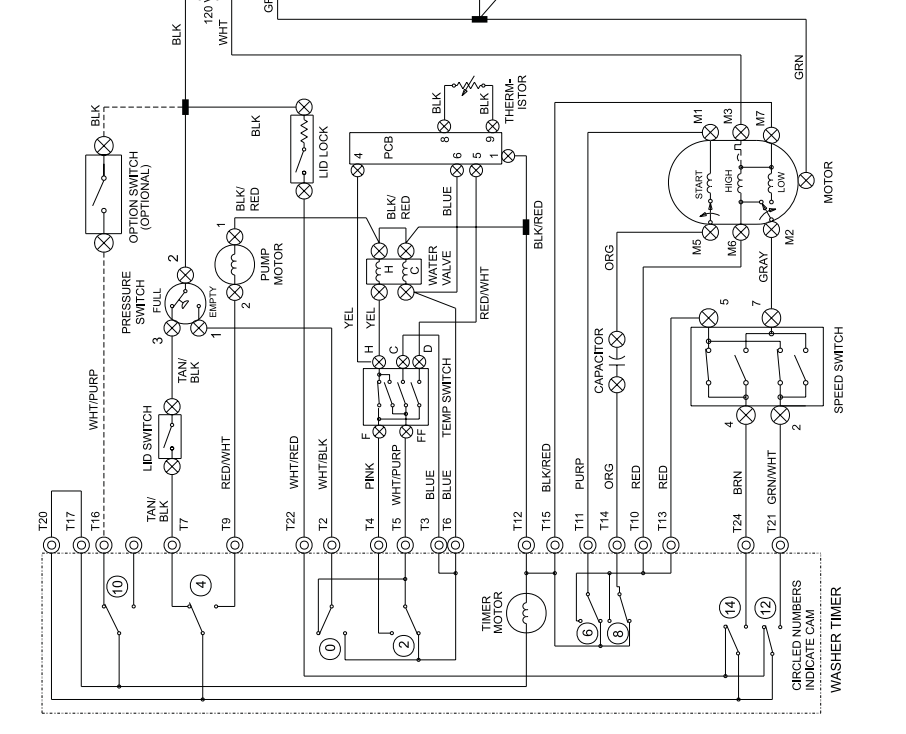 BLK
120 V
WHT
GR
BLK
BLK
BLK
GRN
OPTION SWITCH
(OPTIONAL)
LID LOCK
PCB
4
8
9
6
5
1
BLK
BLK
THERM-
ISTOR
M1
M3
M7
START
HIGH
LOW
MOTOR
M5
M6
M2
PRESSURE
SWITCH
2
FULL
EMPTY
3
1
BLK/
RED
1
PUMP
MOTOR
2
BLK/
RED
BLUE
H
C
WATER
VALVE
RED/WHT
BLK/RED
ORG
GRAY
YEL
YEL
H
C
D
F
FF
TEMP SWITCH
CAPACITOR
5
7
SPEED SWITCH
4
2
WHT/PURP
TAN/
BLK
LID SWITCH
TAN/
BLK
RED/WHT
WHT/RED
WHT/BLK
PINK
WHT/PURP
BLUE
BLUE
BLK/RED
PURP
ORG
RED
RED
BRN
GRN/WHT
T20
T17
T16
T7
T9
T22
T2
T4
T5
T3
T6
T12
T15
T11
T14
T10
T13
T24
T21
10
4
0
2
TIMER
MOTOR
6
8
14
12
CIRCLED NUMBERS
INDICATE CAM
WASHER TIMER